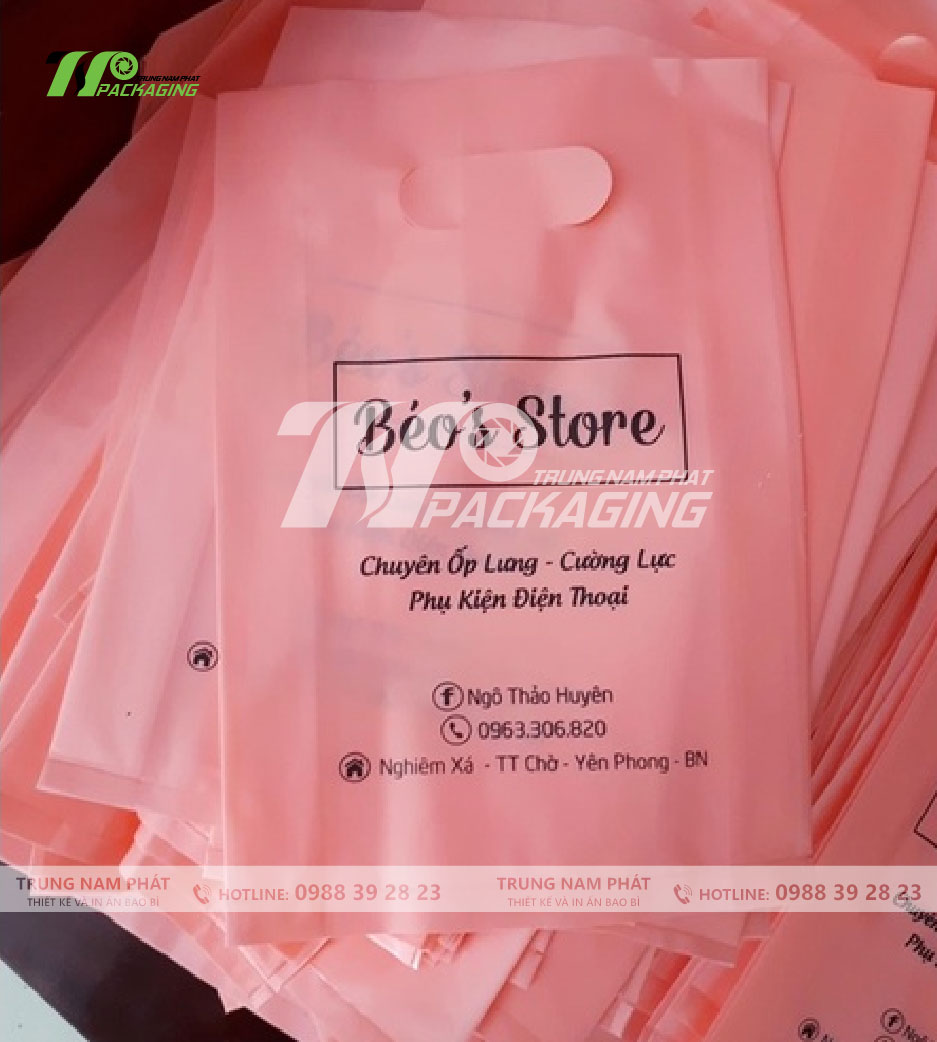 TRUNG NAM PHAT
PACKAGING
Béo's Store
TRUNG NAM PHAT
PACKAGING
Chuyên Ốp Lưng - Cường Lực
Phụ Kiện Điện Thoại
Ngô Thảo Huyên
0963.306.820
Nghiêm Xá - TT Chờ - Yên Phong - BN
TRUNG NAM PHÁT
THIẾT KẾ VÀ IN ẤN BAO BÌ
HOTLINE: 0988 39 28 23
TRUNG NAM PHÁT
THIẾT KẾ VÀ IN ẤN BAO BÌ
HOTLINE: 0988 39 28 23